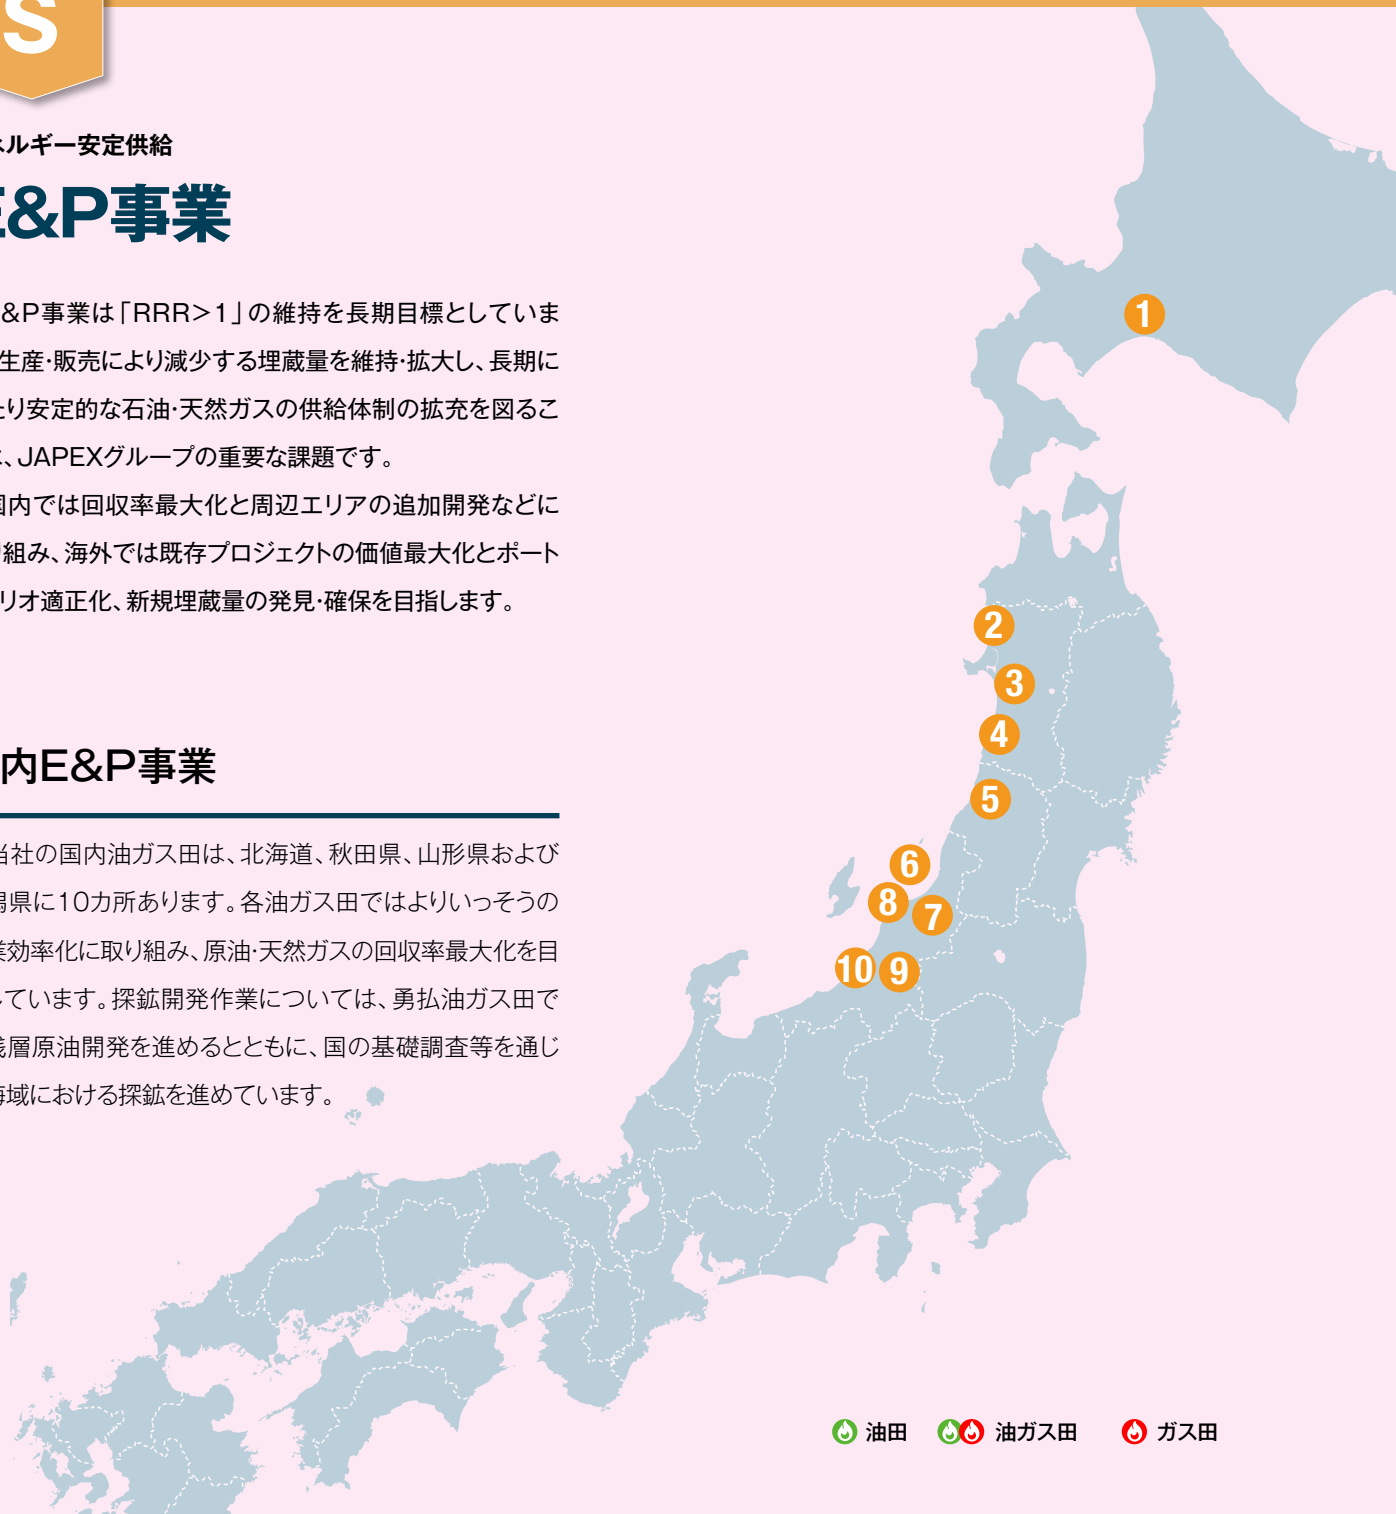 S
ネルギー安定供給
E&P事業
&P事業は「RRR>1」の維持を長期目標としていま
生産・販売により減少する埋蔵量を維持・拡大し、長期に
たり安定的な石油・天然ガスの供給体制の拡充を図るこ
、JAPEXグループの重要な課題です。
国内では回収率最大化と周辺エリアの追加開発などに
り組み、海外では既存プロジェクトの価値最大化とポート
リオ適正化、新規埋蔵量の発見・確保を目指します。
内E&P事業
当社の国内油ガス田は、北海道、秋田県、山形県および
潟県に10カ所あります。各油ガス田ではよりいっそうの
業効率化に取り組み、原油・天然ガスの回収率最大化を目
しています。探鉱開発作業については、勇払油ガス田で
浅層原油開発を進めるとともに、国の基礎調査等を通じ
海域における探鉱を進めています。
1
2
3
4
5
6
8
7
10
9
油田
油ガス田
ガス田